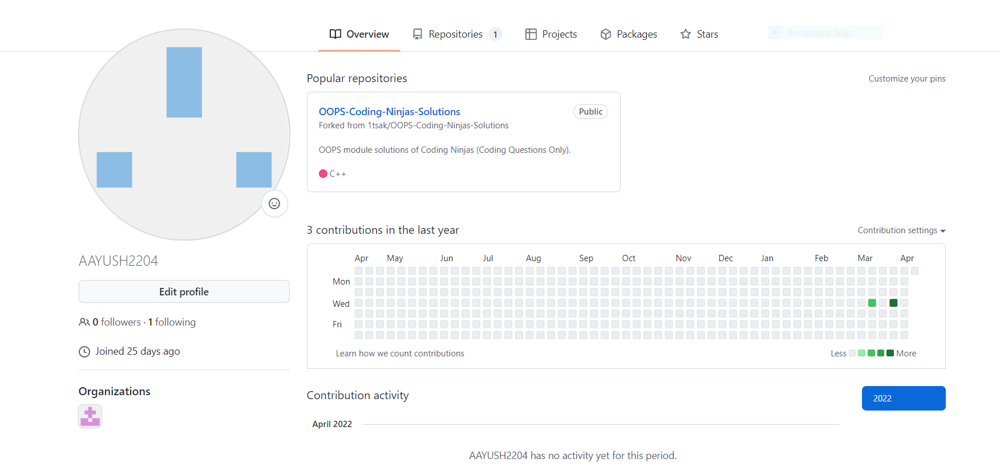 Overview Repositories 1 Projects Packages Stars Rectangular Snip
Popular repositories Customize your pins
OOPS-Coding-Ninjas-Solutions Public
Forked from 1tsak/OOPS-Coding-Ninjas-Solutions
OOPS module solutions of Coding Ninjas (Coding Questions Only).
C++
AAYUSH2204
Edit profile
0 followers · 1 following
Joined 25 days ago
Organizations
3 contributions in the last year Contribution settings
Apr May Jun Jul Aug Sep Oct Nov Dec Jan Feb Mar Apr
Mon
Wed
Fri
Learn how we count contributions Less More
Contribution activity 2022
April 2022
AAYUSH2204 has no activity yet for this period.